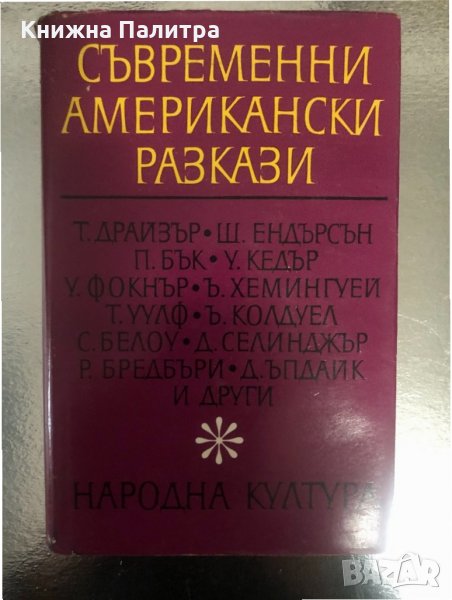 Книжна Палитра
СЪВРЕМЕННИ
АМЕРИКАНСКИ
РАЗКАЗИ
Т. ДРАЙЗЪР • Ш. ЕНДЪРСЪН
П. БЪК • У. КЕДЪР
У. ФОКНЪР • Ъ. ХЕМИНГУЕЙ
Т. УУЛФ • Ъ. КОЛДУЕЛ
С. БЕЛОУ • Д. СЕЛИНДЖЪР
Р. БРЕДБЪРИ • Д. ЪПДАЙК
И ДРУГИ
НАРОДНА КУЛТУРА
BAZAR